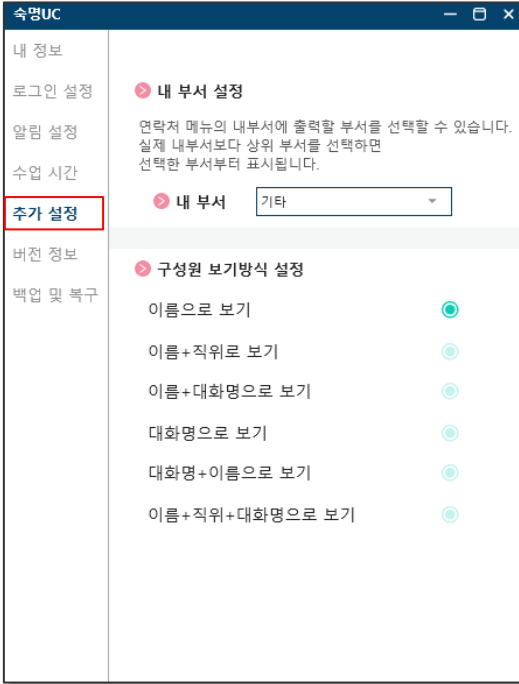 숙명UC
내 정보
로그인 설정
알림 설정
수업 시간
추가 설정
버전 정보
백업 및 복구
내 부서 설정
연락처 메뉴의 내부서에 출력할 부서를 선택할 수 있습니다.
실제 내부서보다 상위 부서를 선택하면
선택한 부서부터 표시됩니다.
내 부서 기타
구성원 보기방식 설정
이름으로 보기
이름+직위로 보기
이름+대화명으로 보기
대화명으로 보기
대화명+이름으로 보기
이름+직위+대화명으로 보기